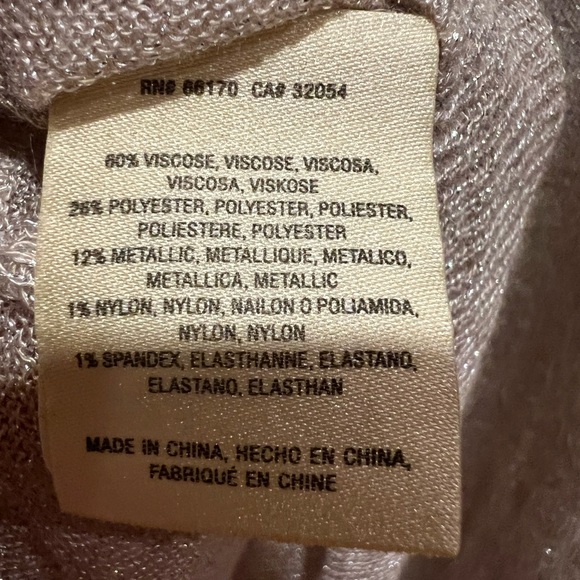 RN# 66170 CA# 32054
60% VISCOSE, VISCOSE, VISCOSA,
VISCOSA, VISKOSE
26% POLYESTER, POLYESTER, POLIESTER,
POLIESTERE, POLYESTER
12% METALLIC, METALLIQUE, METALICO,
METALLICA, METALLIC
1% NYLON, NYLON, NAILON O POLIAMIDA,
NYLON, NYLON
1% SPANDEX, ELASTHANNE, ELASTANO,
ELASTANO, ELASTHAN
MADE IN CHINA, HECHO EN CHINA,
FABRIQUÉ EN CHINE